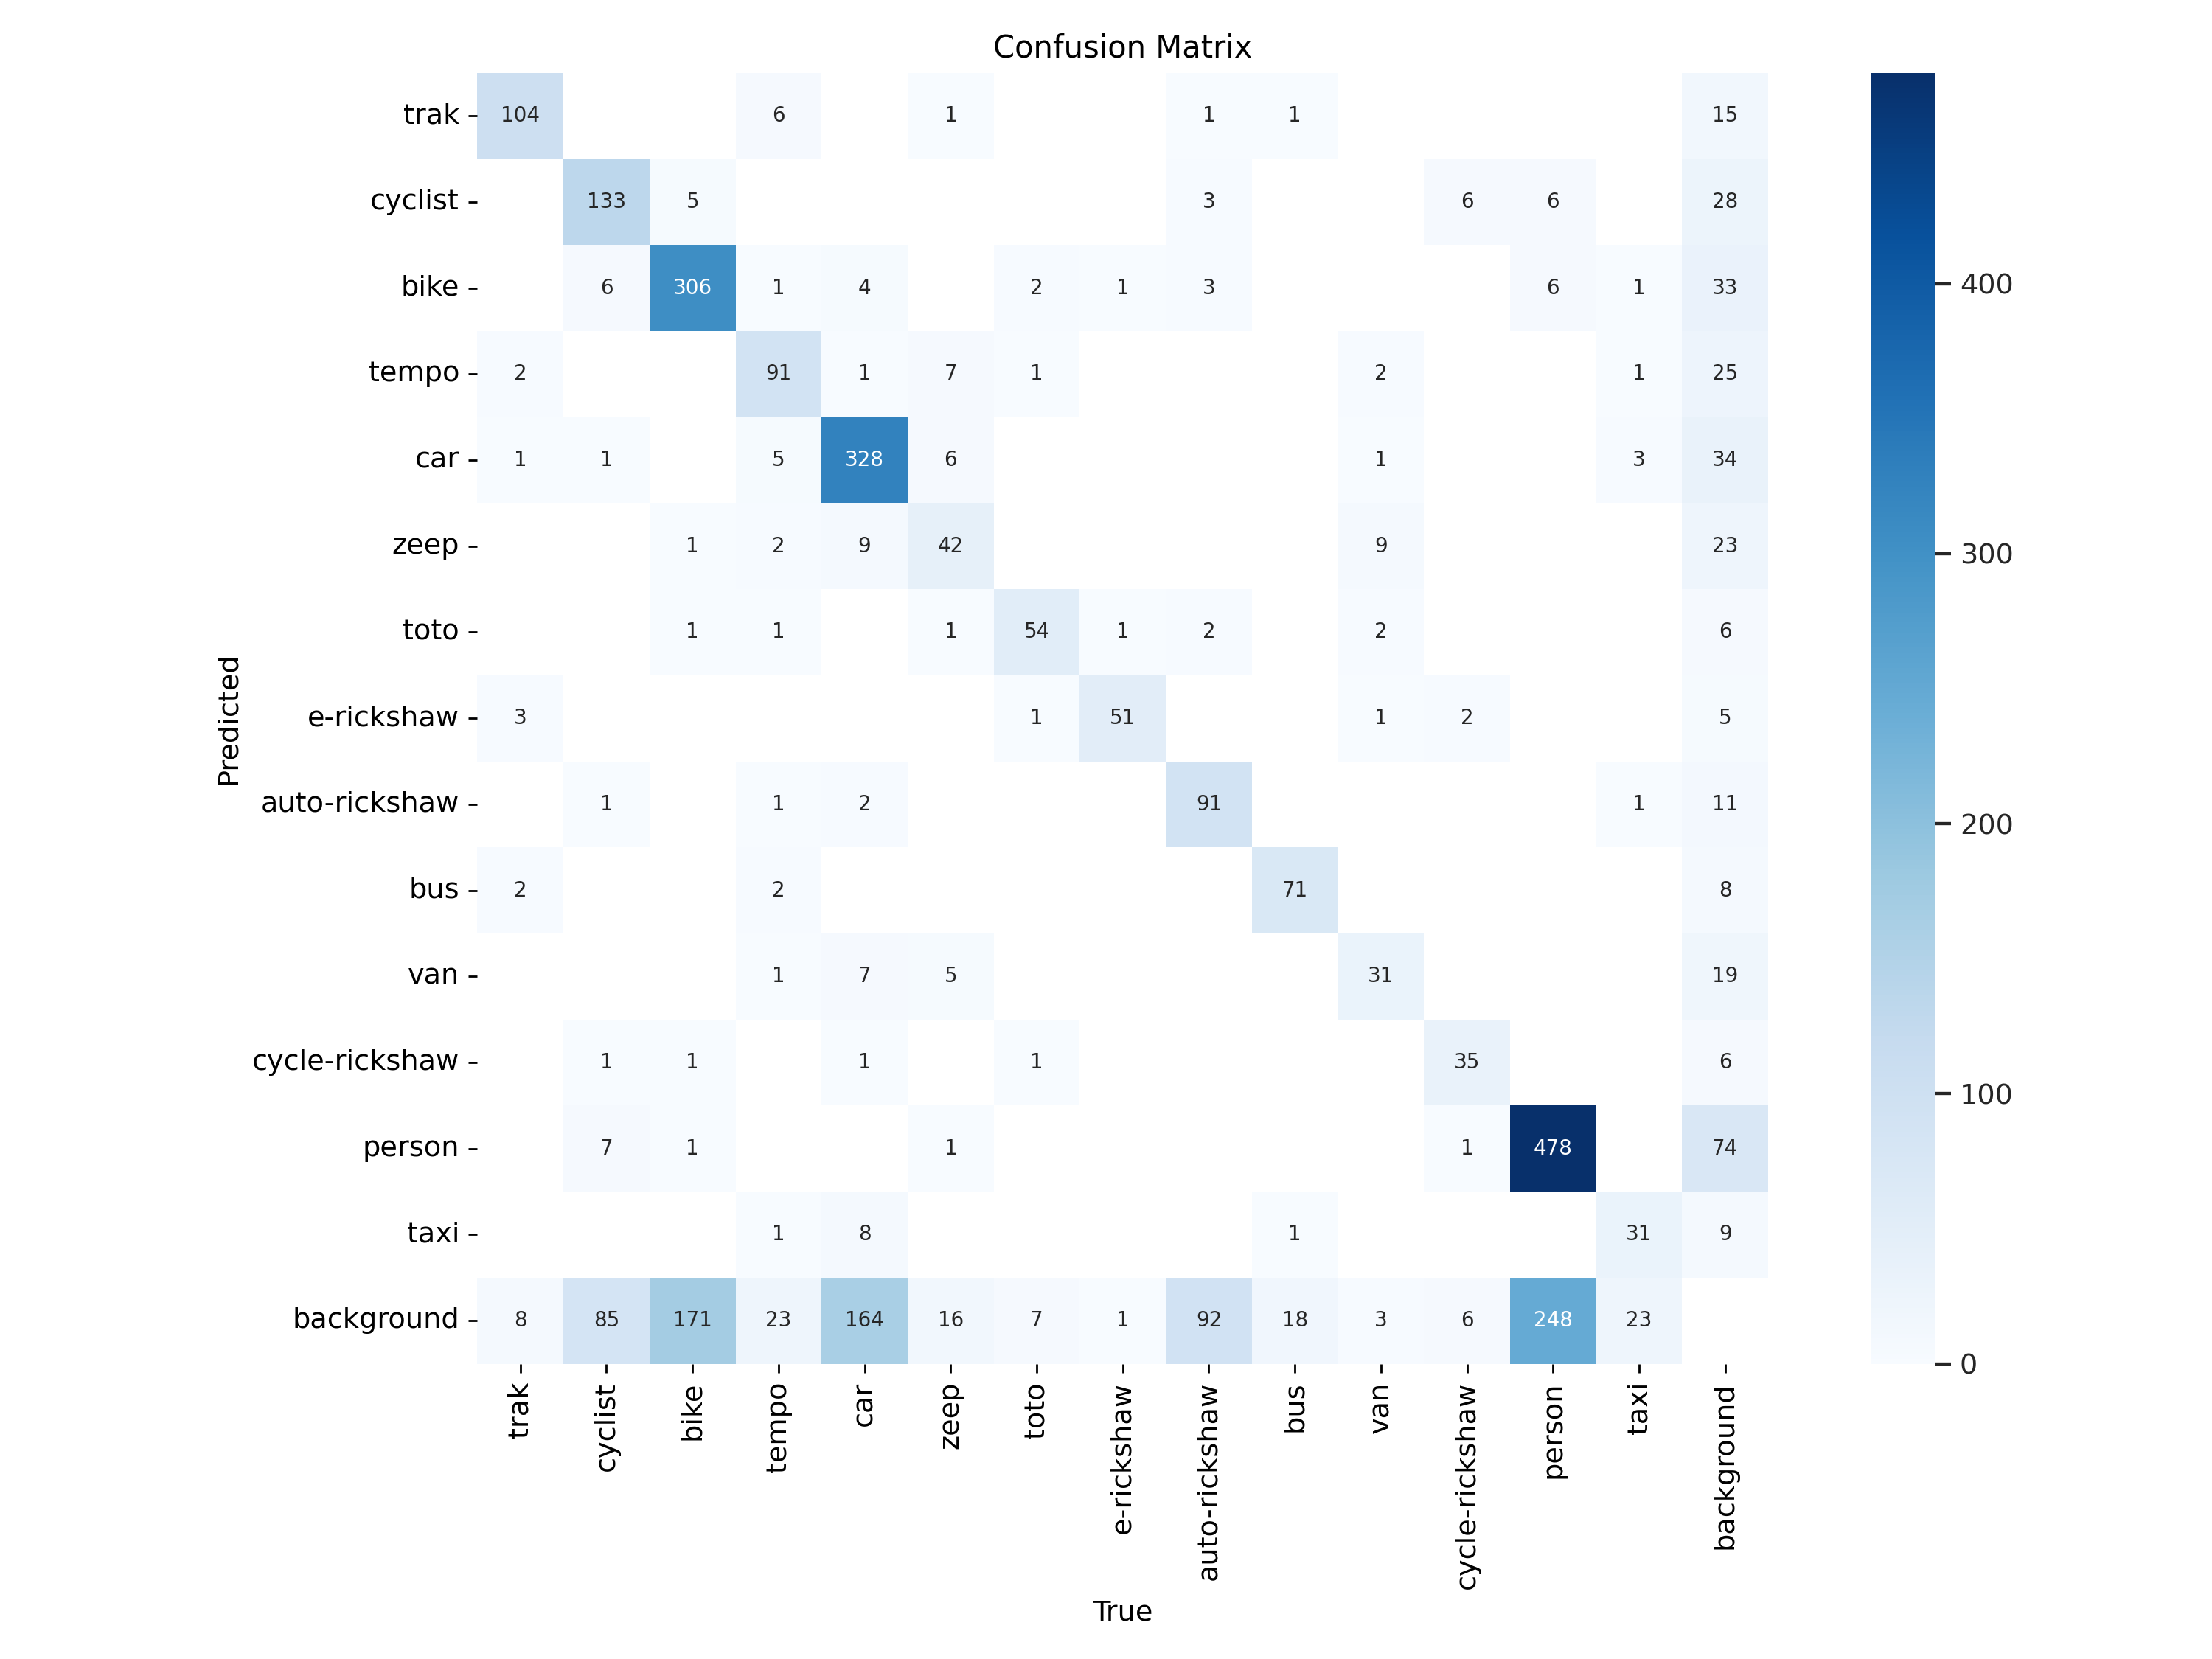 Confusion Matrix
trak 104 6 1 1 1 15
cyclist 133 5 3 6 6 28
bike 6 306 1 4 2 1 3 6 1 33
tempo 2 91 1 7 1 2 1 25
car 1 1 5 328 6 1 3 34
zeep 1 2 9 42 9 23
toto 1 1 1 54 1 2 2 6
e-rickshaw 3 1 51 1 2 5
auto-rickshaw 1 1 2 91 1 11
bus 2 2 71 8
van 1 7 5 31 19
cycle-rickshaw 1 1 1 1 35 6
person 7 1 1 1 478 74
taxi 1 8 1 31 9
background 8 85 171 23 164 16 7 1 92 18 3 6 248 23
trak cyclist bike tempo car zeep toto e-rickshaw auto-rickshaw bus van cycle-rickshaw person taxi background
True
Predicted
400
300
200
100
0